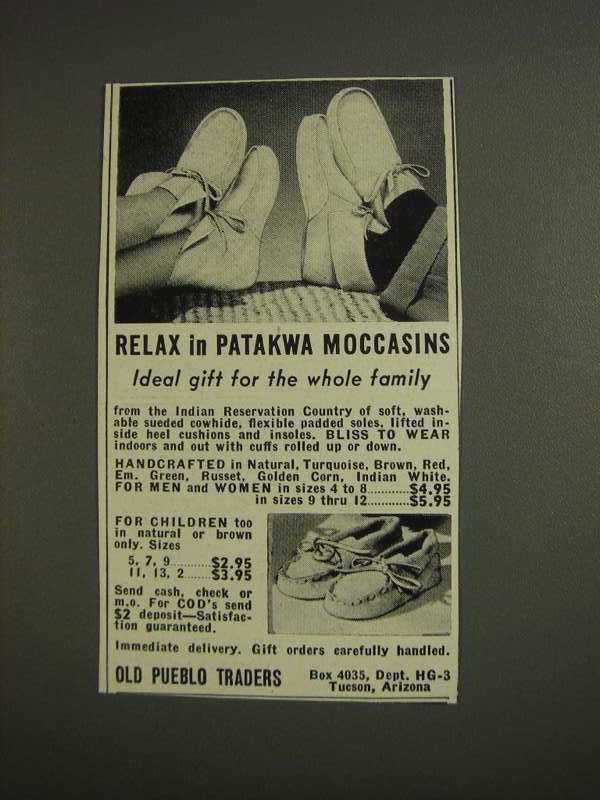 RELAX in PATAKWA MOCCASINS
Ideal gift for the whole family
from the Indian Reservation Country of soft, wash-
able sueded cowhide, flexible padded soles, lifted in-
side heel cushions and insoles. BLISS TO WEAR
indoors and out with cuffs rolled up or down.
HANDCRAFTED in Natural, Turquoise, Brown, Red,
Em. Green, Russet, Golden Corn, Indian White.
FOR MEN and WOMEN in sizes 4 to 8............$4.95
in sizes 9 thru 12............$5.95
FOR CHILDREN too
in natural or brown
only. Sizes
5, 7, 9........$2.95
11, 13, 2.......$3.95
Send cash, check or
m.o. For COD's send
$2 deposit—Satisfac-
tion guaranteed.
Immediate delivery. Gift orders carefully handled.
OLD PUEBLO TRADERS
Box 4035, Dept. HG-3
Tucson, Arizona